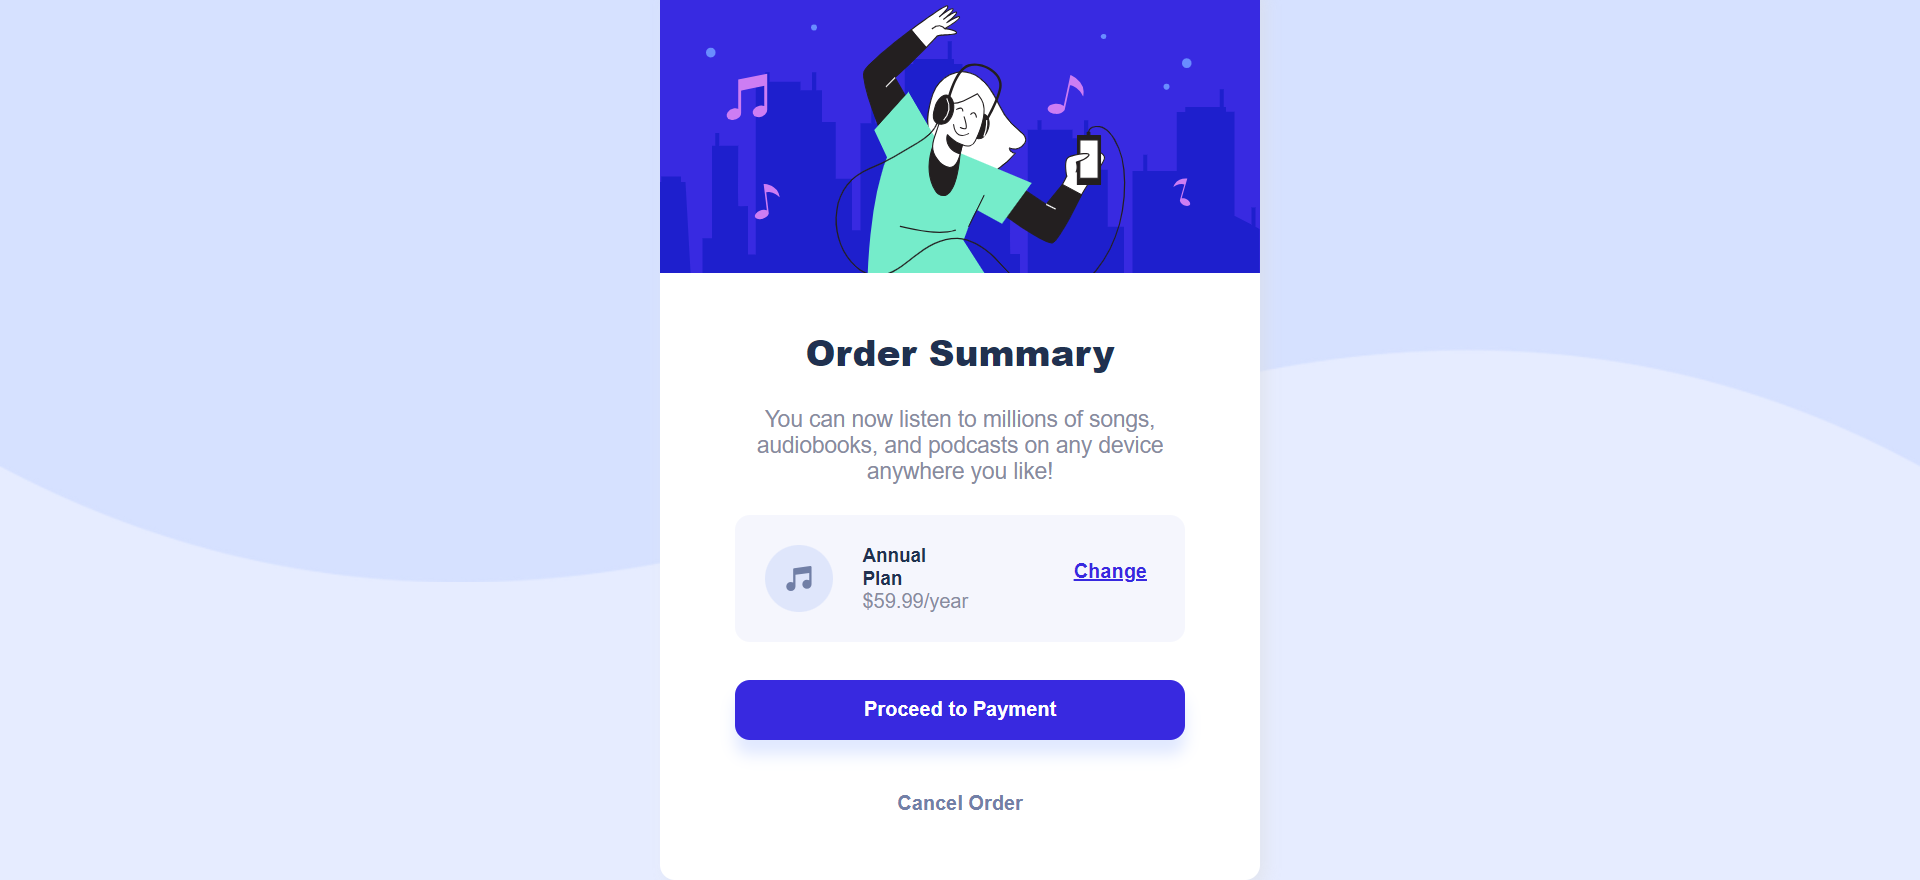 Order Summary
You can now listen to millions of songs,
audiobooks, and podcasts on any device
anywhere you like!
Annual
Plan
$59.99/year
Change
Proceed to Payment
Cancel Order